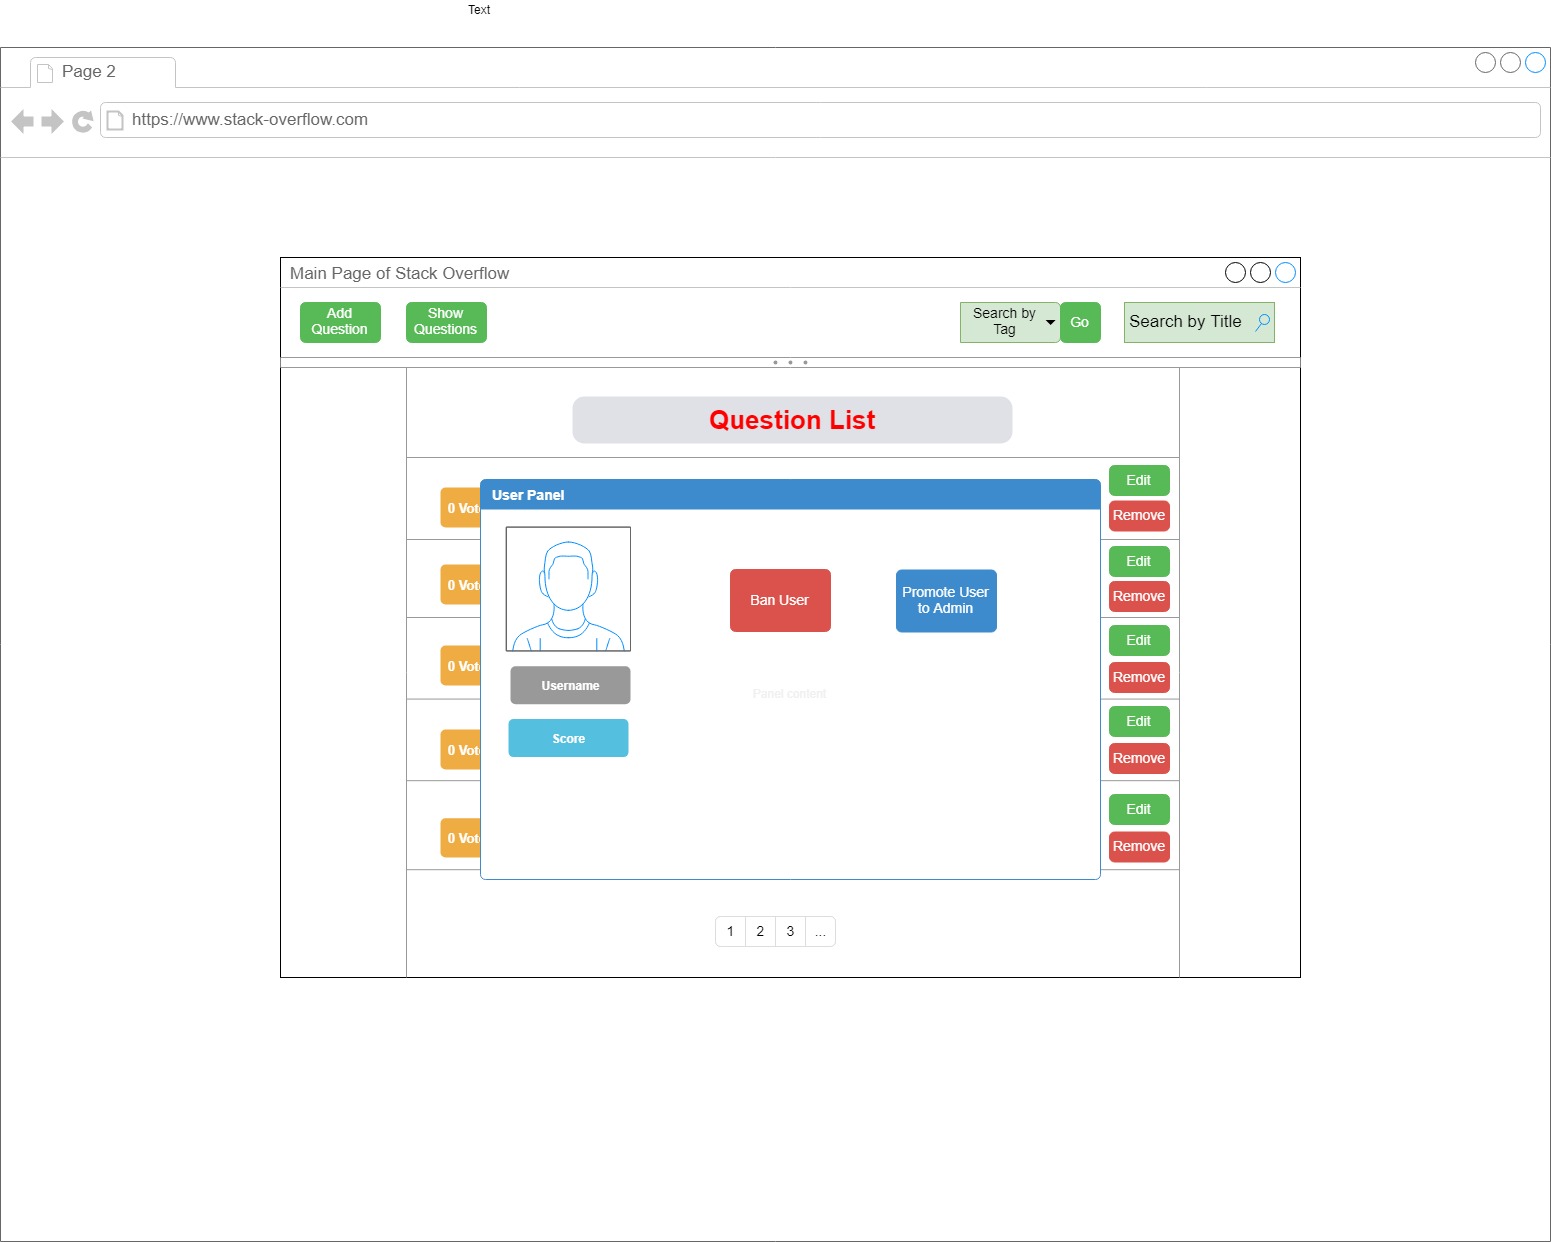 Text
Page 2
https://www.stack-overflow.com
Main Page of Stack Overflow
Add
Question
Show
Questions
Search by
Tag
Go
Search by Title
Question List
User Panel
0 Vot
Edit
Remove
0 Vot
Edit
Remove
Ban User
Promote User
to Admin
0 Vot
Edit
Remove
Username
Panel content
Score
0 Vot
Edit
Remove
0 Vot
Edit
Remove
1 2 3 ...